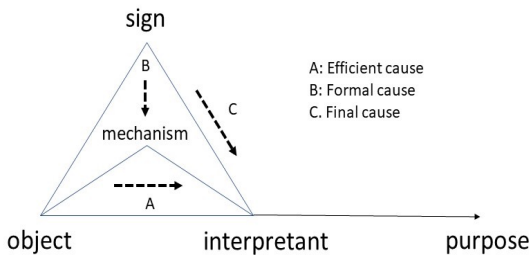 sign
B
C
mechanism
A
object
interpretant
purpose
A: Efficient cause
B: Formal cause
C. Final cause